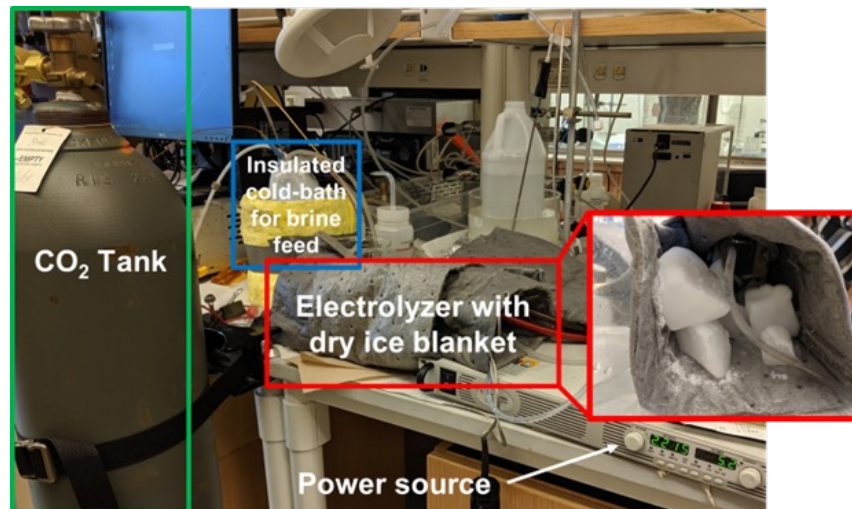 -EMPTY
CO₂ Tank
Insulated
cold-bath
for brine
feed
Electrolyzer with
dry ice blanket
Power source